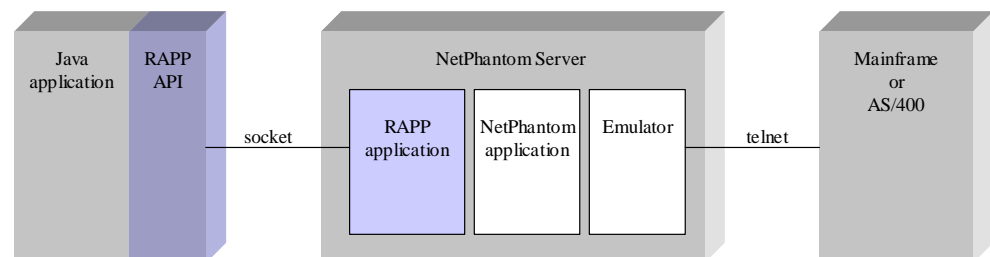 Java
application
RAPP
API
socket
NetPhantom Server
RAPP
application
NetPhantom
application
Emulator
telnet
Mainframe
or
AS/400